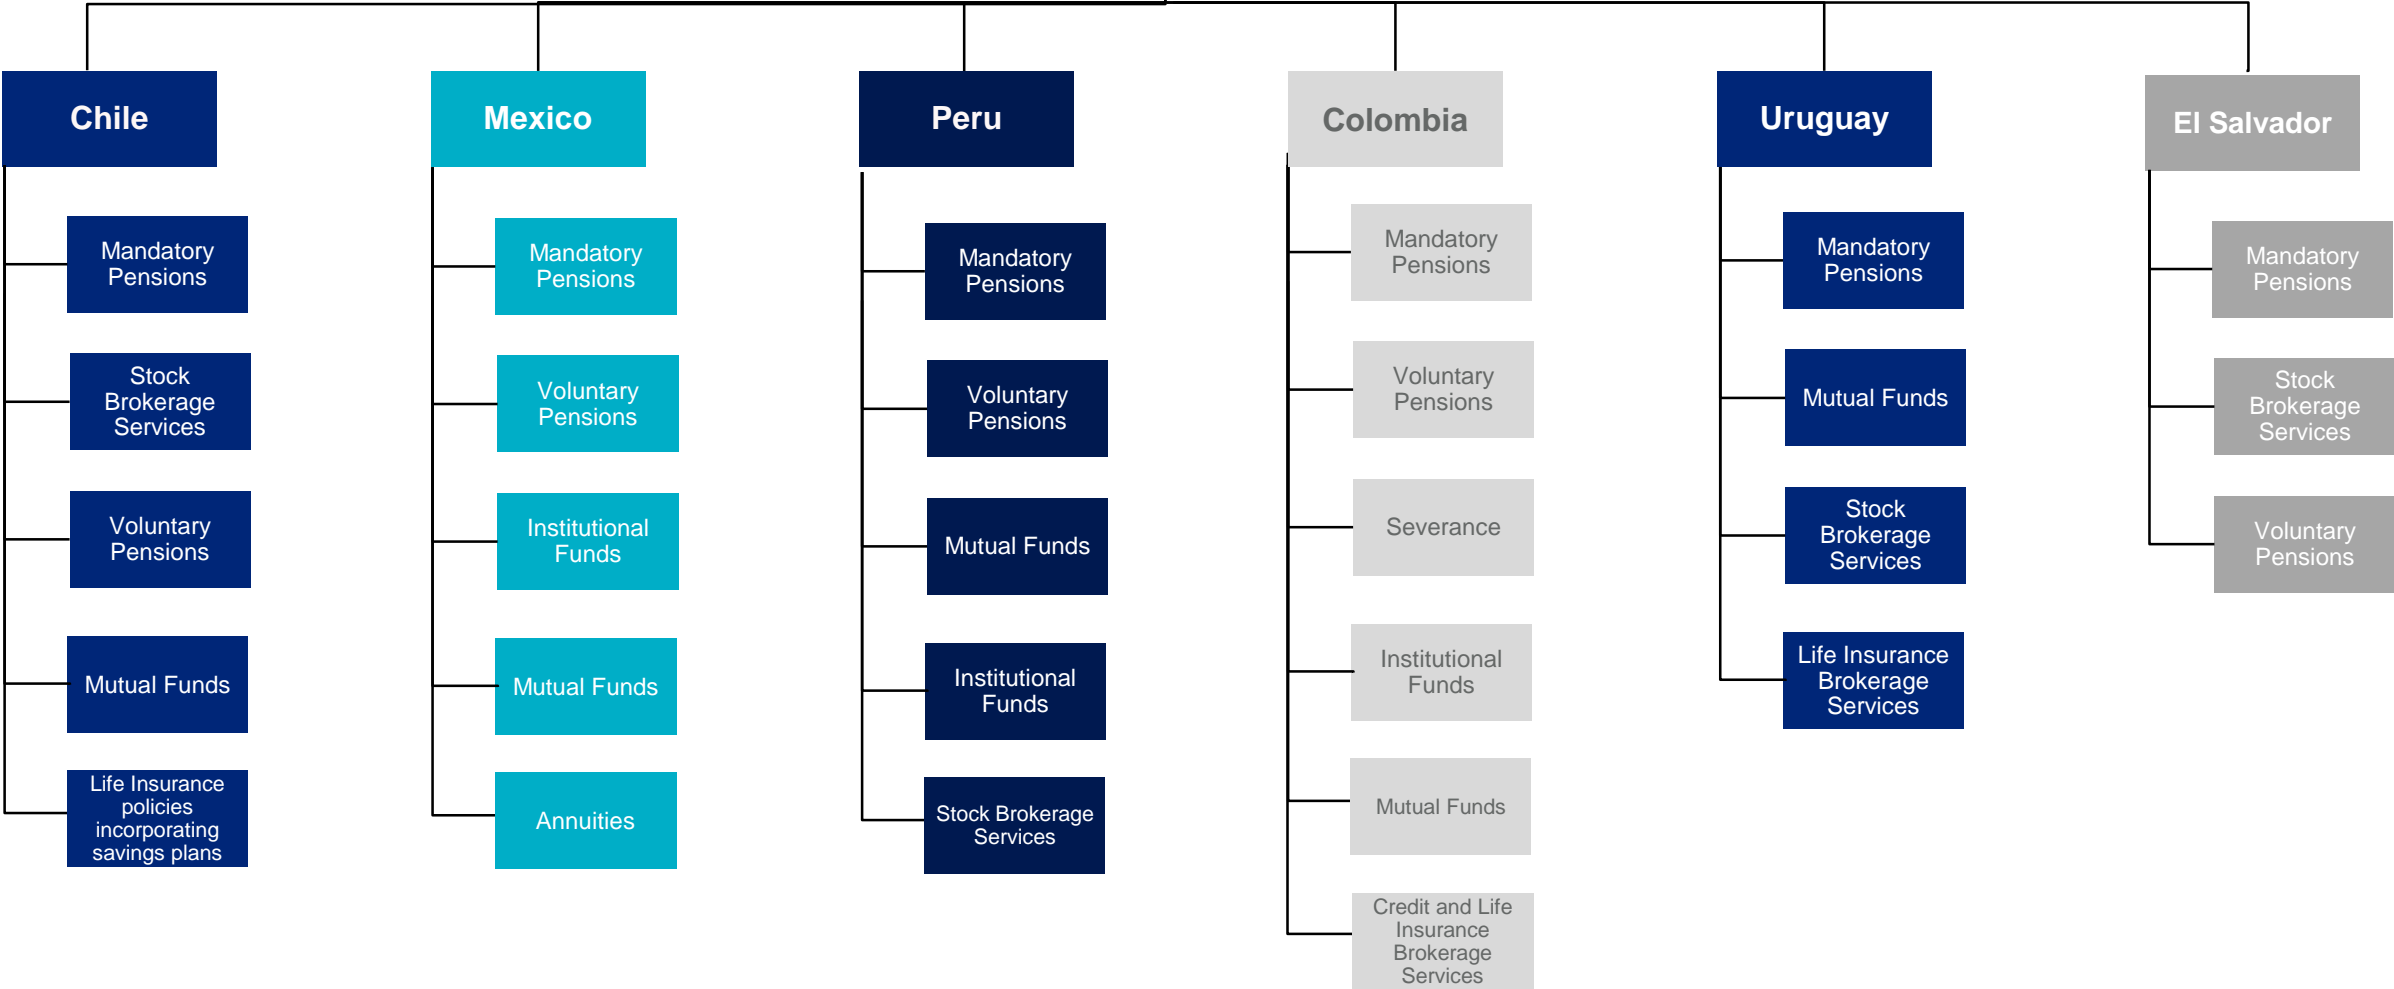 Chile
Mandatory
Pensions
Stock
Brokerage
Services
Voluntary
Pensions
Mutual Funds
Life Insurance
policies
incorporating
savings plans
Mexico
Mandatory
Pensions
Voluntary
Pensions
Institutional
Funds
Mutual Funds
Annuities
Peru
Mandatory
Pensions
Voluntary
Pensions
Mutual Funds
Institutional
Funds
Stock Brokerage
Services
Colombia
Mandatory
Pensions
Voluntary
Pensions
Severance
Institutional
Funds
Mutual Funds
Credit and Life
Insurance
Brokerage
Services
Uruguay
Mandatory
Pensions
Mutual Funds
Stock
Brokerage
Services
Life Insurance
Brokerage
Services
El Salvador
Mandatory
Pensions
Stock
Brokerage
Services
Voluntary
Pensions